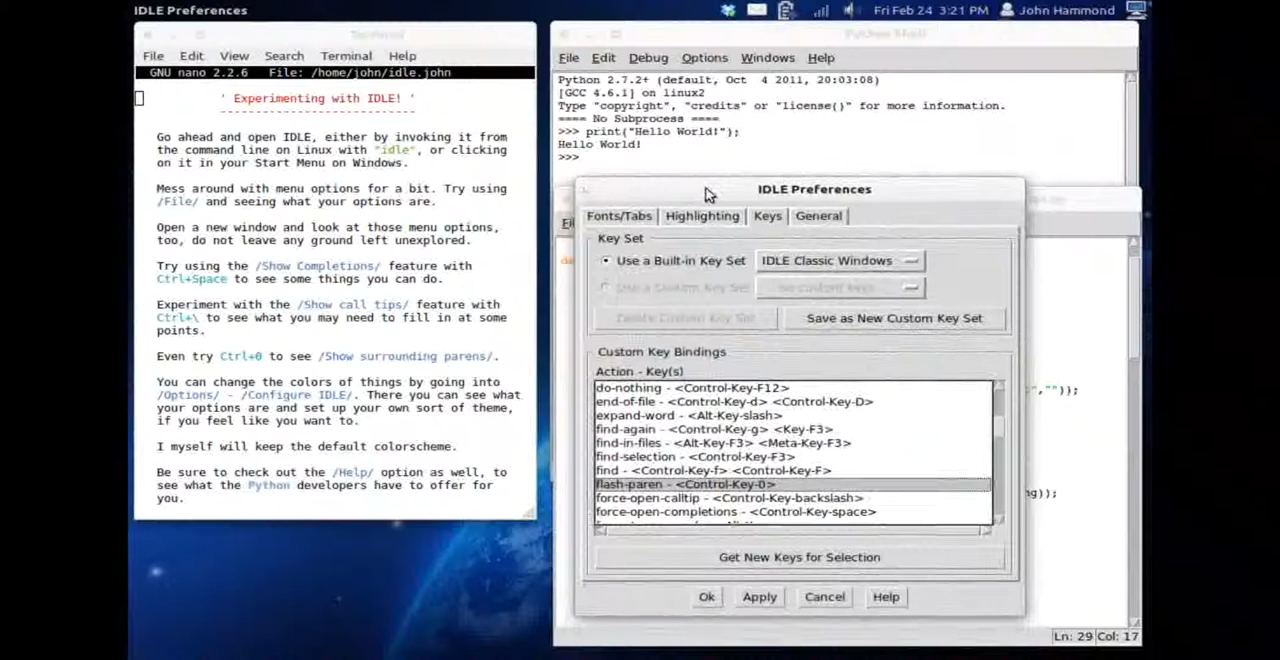 IDLE Preferences
Fri Feb 24 3:21 PM John Hammond
Terminal
File Edit View Search Terminal Help
GNU nano 2.2.6 File: /home/john/idle.john
' Experimenting with IDLE! '
---------------------------
Go ahead and open IDLE, either by invoking it from
the command line on Linux with "idle", or clicking
on it in your Start Menu on Windows.
Mess around with menu options for a bit. Try using
/File/ and seeing what your options are.
Open a new window and look at those menu options,
too, do not leave any ground left unexplored.
Try using the /Show Completions/ feature with
Ctrl+Space to see some things you can do.
Experiment with the /Show call tips/ feature with
Ctrl+\ to see what you may need to fill in at some
points.
Even try Ctrl+0 to see /Show surrounding parens/.
You can change the colors of things by going into
/Options/ - /Configure IDLE/. There you can see what
your options are and set up your own sort of theme,
if you feel like you want to.
I myself will keep the default colorscheme.
Be sure to check out the /Help/ option as well, to
see what the Python developers have to offer for
you.
Python Shell
File Edit Debug Options Windows Help
Python 2.7.2+ (default, Oct 4 2011, 20:03:08)
[GCC 4.6.1] on linux2
Type "copyright", "credits" or "license()" for more information.
==== No Subprocess ====
>>> print("Hello World!");
Hello World!
>>>
IDLE Preferences
Fonts/Tabs Highlighting Keys General
Key Set
Use a Built-in Key Set IDLE Classic Windows
Use a Custom Key Set - no custom keys -
Delete Custom Key Set Save as New Custom Key Set
Custom Key Bindings
Action - Key(s)
do-nothing - <Control-Key-F12>
end-of-file - <Control-Key-d> <Control-Key-D>
expand-word - <Alt-Key-slash>
find-again - <Control-Key-g> <Key-F3>
find-in-files - <Alt-Key-F3> <Meta-Key-F3>
find-selection - <Control-Key-F3>
find - <Control-Key-f> <Control-Key-F>
flash-paren - <Control-Key-0>
force-open-calltip - <Control-Key-backslash>
force-open-completions - <Control-Key-space>
Get New Keys for Selection
Ok Apply Cancel Help
,""));
ng));
Ln: 29 Col: 17